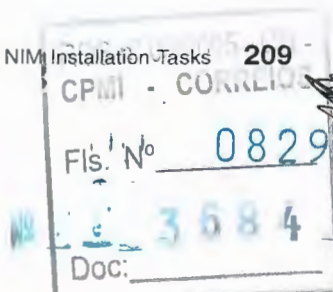 NIM Installation Tasks 209
CPMI - CORREIOS
Fls. Nº 0829
3684
Doc: